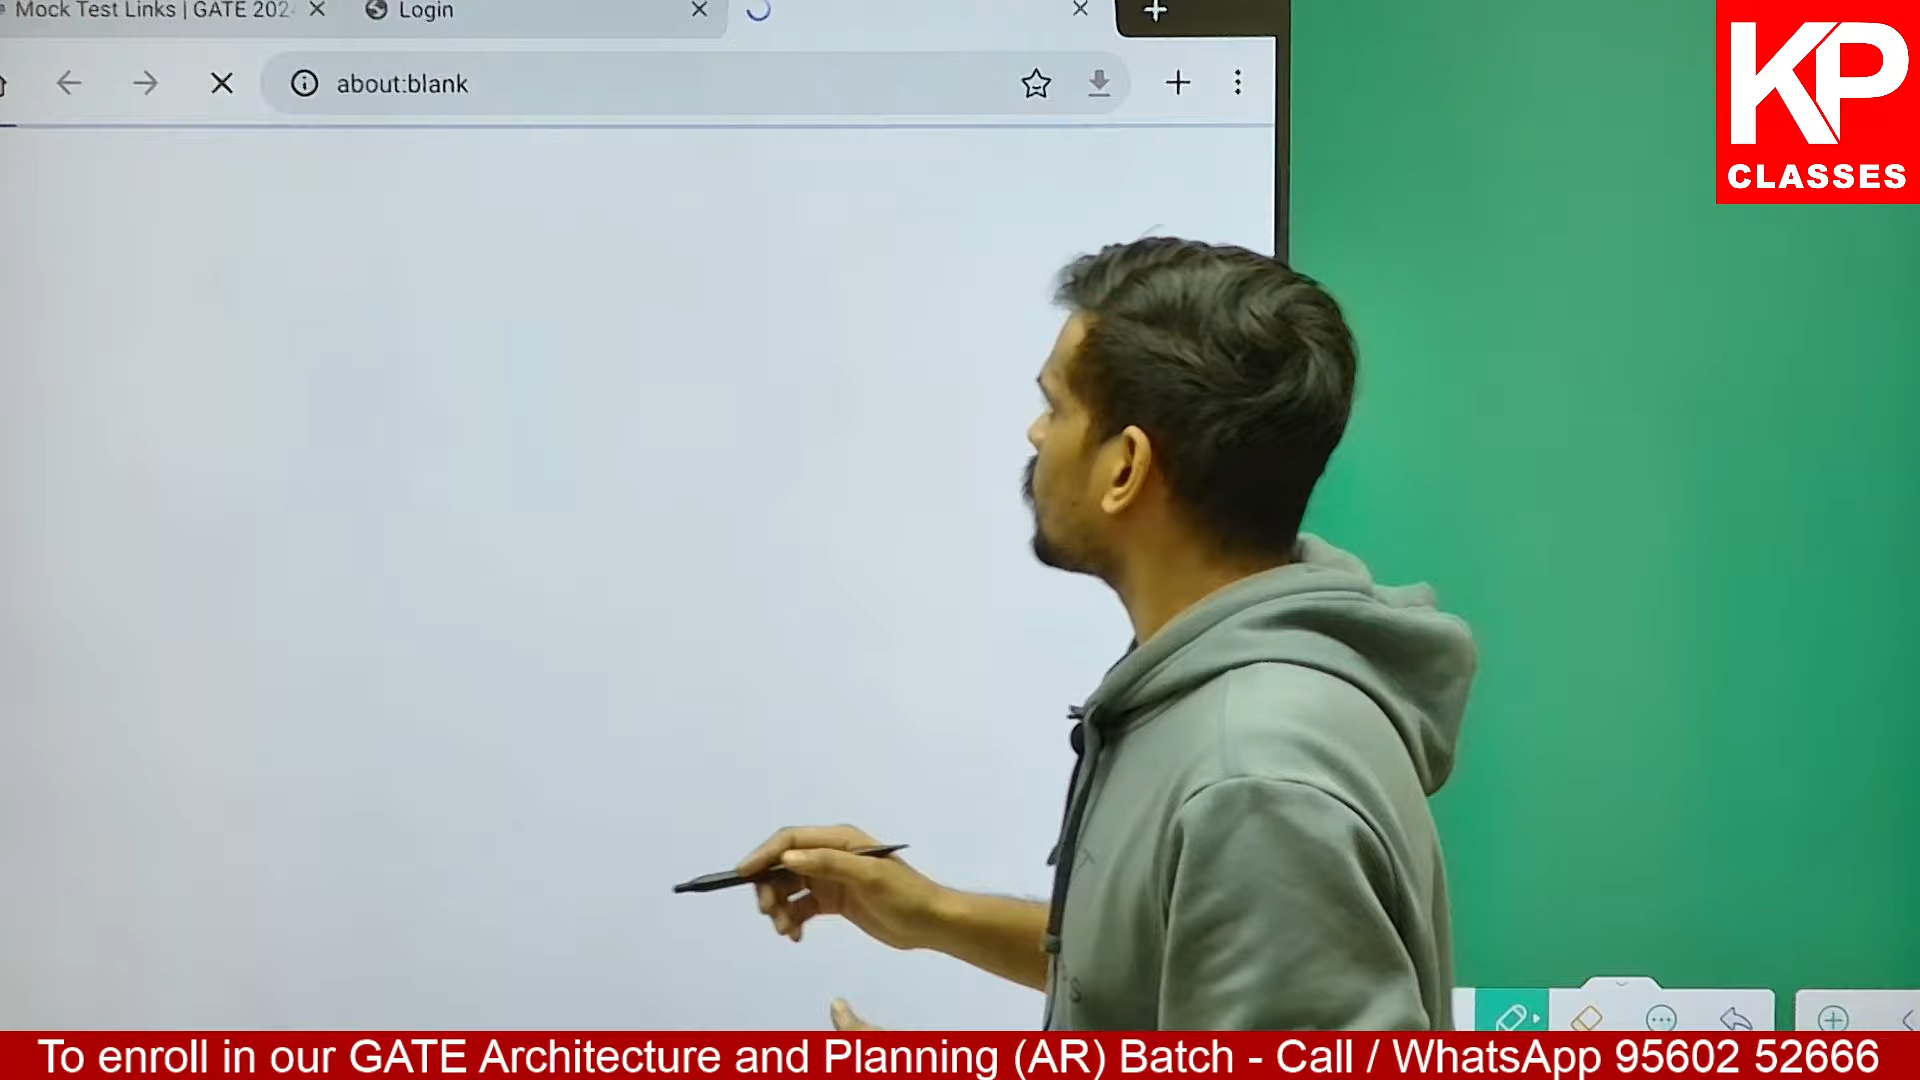 Mock Test Links | GATE 202
Login
about:blank
KP
CLASSES
To enroll in our GATE Architecture and Planning (AR) Batch - Call / WhatsApp 95602 52666